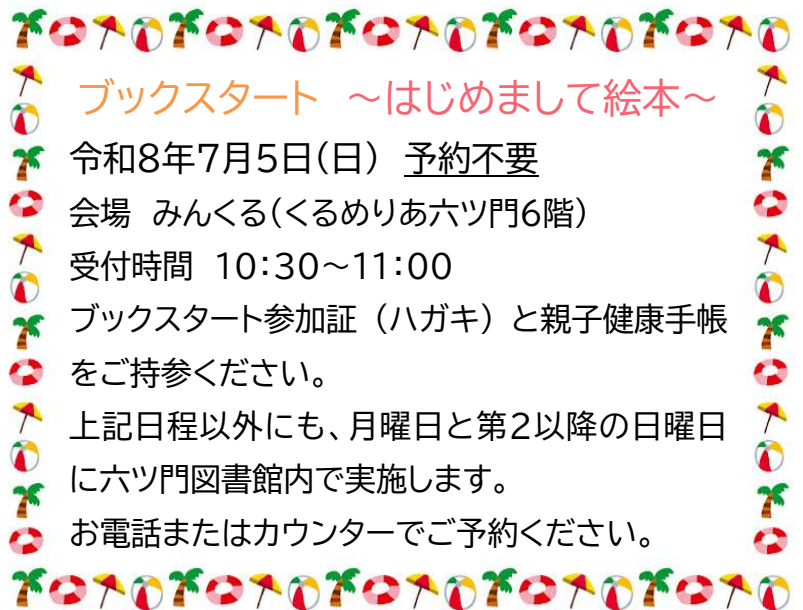 ブックスタート　～はじめまして絵本～
令和8年7月5日(日)　予約不要
会場　みんくる(くるめりあ六ツ門6階)
受付時間　10：30～11：00
ブックスタート参加証（ハガキ）と親子健康手帳
をご持参ください。
上記日程以外にも、月曜日と第2以降の日曜日
に六ツ門図書館内で実施します。
お電話またはカウンターでご予約ください。